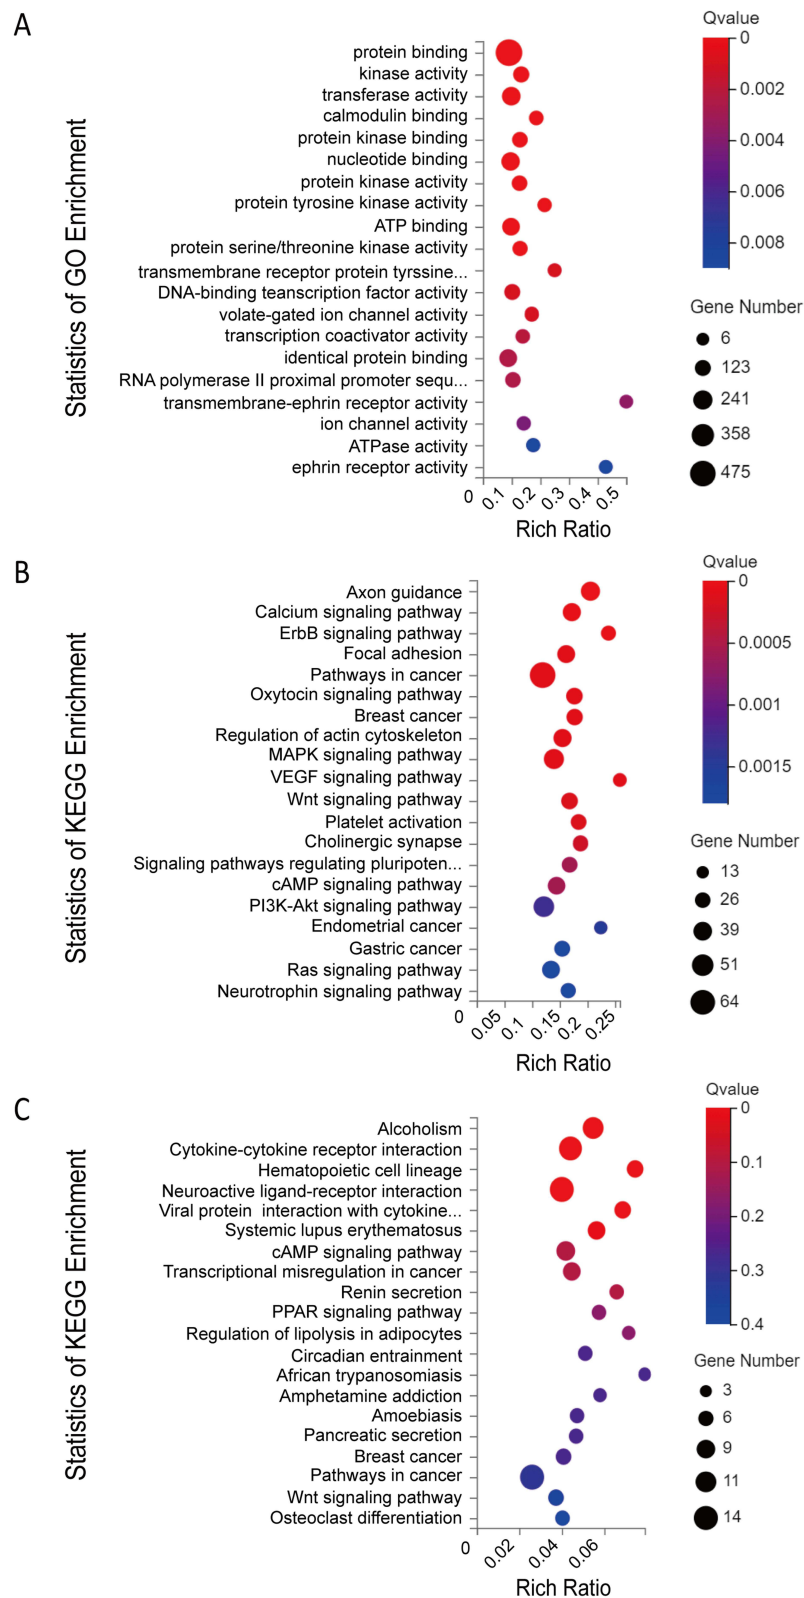 A
Statistics of GO Enrichment
protein binding
kinase activity
transferase activity
calmodulin binding
protein kinase binding
nucleotide binding
protein kinase activity
protein tyrosine kinase activity
ATP binding
protein serine/threonine kinase activity
transmembrane receptor protein tyrssine...
DNA-binding teanscription factor activity
volate-gated ion channel activity
transcription coactivator activity
identical protein binding
RNA polymerase II proximal promoter sequ...
transmembrane-ephrin receptor activity
ion channel activity
ATPase activity
ephrin receptor activity
0 0.1 0.2 0.3 0.4 0.5
Rich Ratio
Qvalue
0
0.002
0.004
0.006
0.008
Gene Number
6
123
241
358
475
B
Statistics of KEGG Enrichment
Axon guidance
Calcium signaling pathway
ErbB signaling pathway
Focal adhesion
Pathways in cancer
Oxytocin signaling pathway
Breast cancer
Regulation of actin cytoskeleton
MAPK signaling pathway
VEGF signaling pathway
Wnt signaling pathway
Platelet activation
Cholinergic synapse
Signaling pathways regulating pluripoten...
cAMP signaling pathway
PI3K-Akt signaling pathway
Endometrial cancer
Gastric cancer
Ras signaling pathway
Neurotrophin signaling pathway
0 0.05 0.1 0.15 0.2 0.25
Rich Ratio
Qvalue
0
0.0005
0.001
0.0015
Gene Number
13
26
39
51
64
C
Statistics of KEGG Enrichment
Alcoholism
Cytokine-cytokine receptor interaction
Hematopoietic cell lineage
Neuroactive ligand-receptor interaction
Viral protein interaction with cytokine...
Systemic lupus erythematosus
cAMP signaling pathway
Transcriptional misregulation in cancer
Renin secretion
PPAR signaling pathway
Regulation of lipolysis in adipocytes
Circadian entrainment
African trypanosomiasis
Amphetamine addiction
Amoebiasis
Pancreatic secretion
Breast cancer
Pathways in cancer
Wnt signaling pathway
Osteoclast differentiation
0 0.02 0.04 0.06
Rich Ratio
Qvalue
0
0.1
0.2
0.3
0.4
Gene Number
3
6
9
11
14